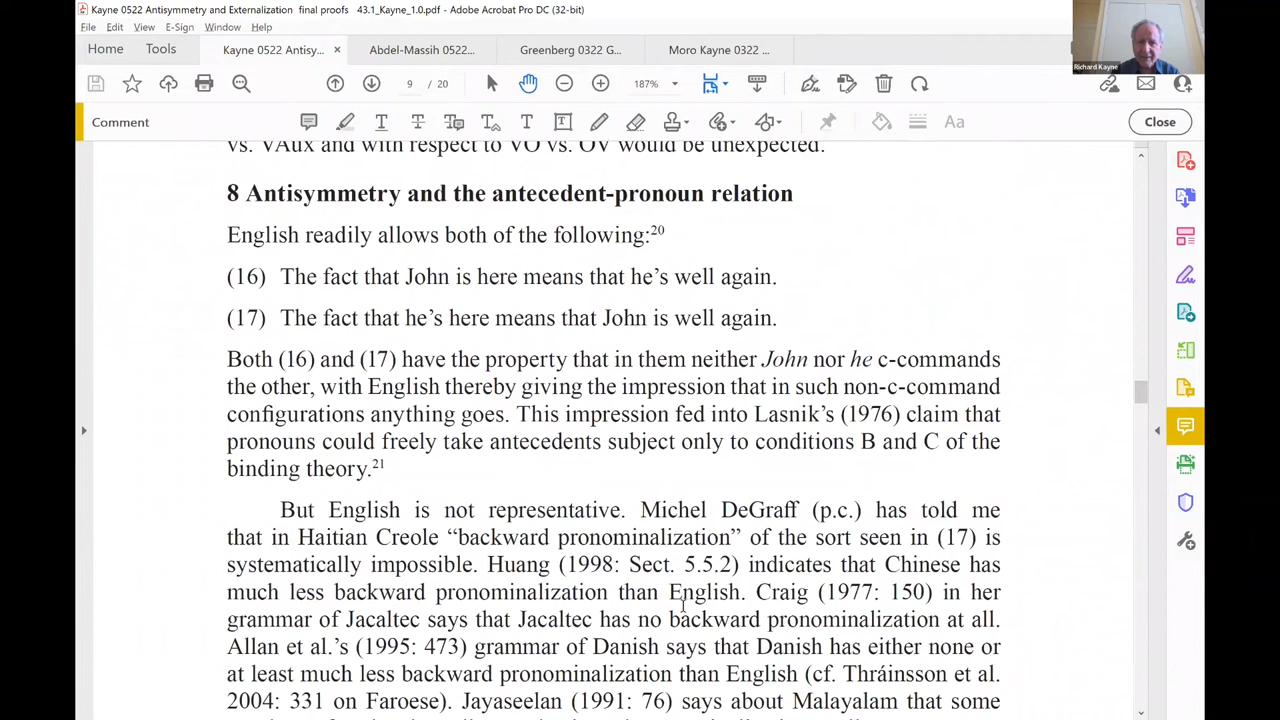 Kayne 0522 Antisymmetry and Externalization final proofs 43.1_Kayne_1.0.pdf - Adobe Acrobat Pro DC (32-bit)
File Edit View E-Sign Window Help
Home Tools Kayne 0522 Antisy... × Abdel-Massih 0522... Greenberg 0322 G... Moro Kayne 0322 ...
Richard Kayne
/ 20 187%
Comment Aa Close
vs. VAux and with respect to VO vs. OV would be unexpected.
8 Antisymmetry and the antecedent-pronoun relation
English readily allows both of the following:20
(16) The fact that John is here means that he's well again.
(17) The fact that he's here means that John is well again.
Both (16) and (17) have the property that in them neither John nor he c-commands
the other, with English thereby giving the impression that in such non-c-command
configurations anything goes. This impression fed into Lasnik's (1976) claim that
pronouns could freely take antecedents subject only to conditions B and C of the
binding theory.21
But English is not representative. Michel DeGraff (p.c.) has told me
that in Haitian Creole “backward pronominalization” of the sort seen in (17) is
systematically impossible. Huang (1998: Sect. 5.5.2) indicates that Chinese has
much less backward pronominalization than English. Craig (1977: 150) in her
grammar of Jacaltec says that Jacaltec has no backward pronominalization at all.
Allan et al.'s (1995: 473) grammar of Danish says that Danish has either none or
at least much less backward pronominalization than English (cf. Thráinsson et al.
2004: 331 on Faroese). Jayaseelan (1991: 76) says about Malayalam that some